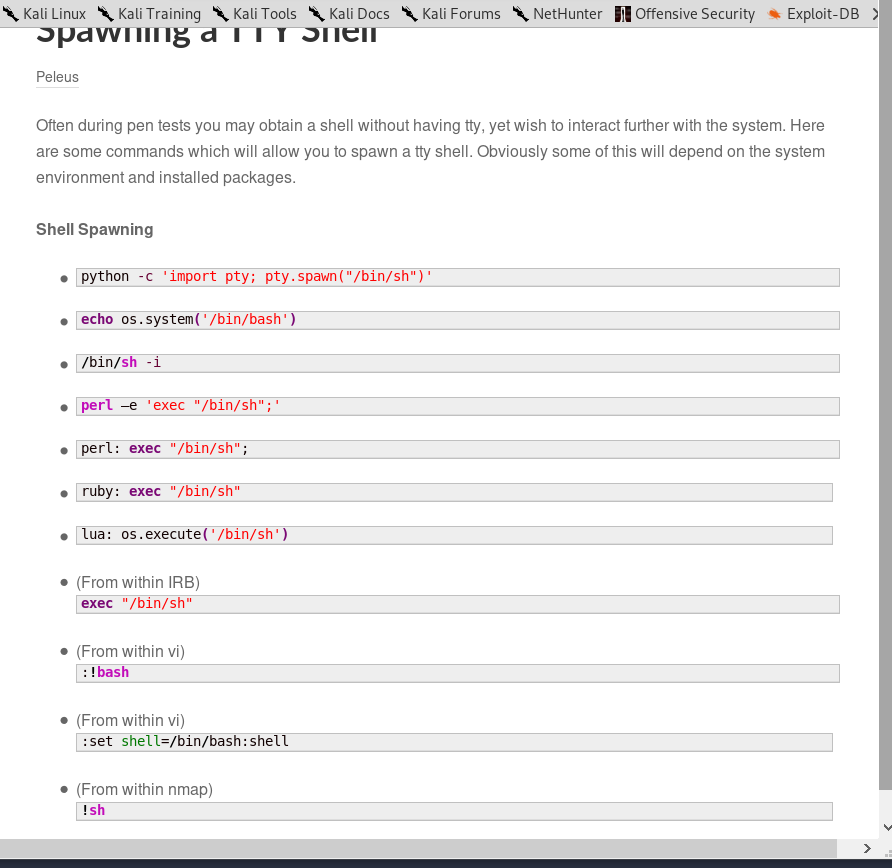 Kali Linux Kali Training Kali Tools Kali Docs Kali Forums NetHunter Offensive Security Exploit-DB
Spawning a TTY Shell
Peleus
Often during pen tests you may obtain a shell without having tty, yet wish to interact further with the system. Here
are some commands which will allow you to spawn a tty shell. Obviously some of this will depend on the system
environment and installed packages.
Shell Spawning
python -c 'import pty; pty.spawn("/bin/sh")'
echo os.system('/bin/bash')
/bin/sh -i
perl —e 'exec "/bin/sh";'
perl: exec "/bin/sh";
ruby: exec "/bin/sh"
lua: os.execute('/bin/sh')
(From within IRB)
exec "/bin/sh"
(From within vi)
:!bash
(From within vi)
:set shell=/bin/bash:shell
(From within nmap)
!sh